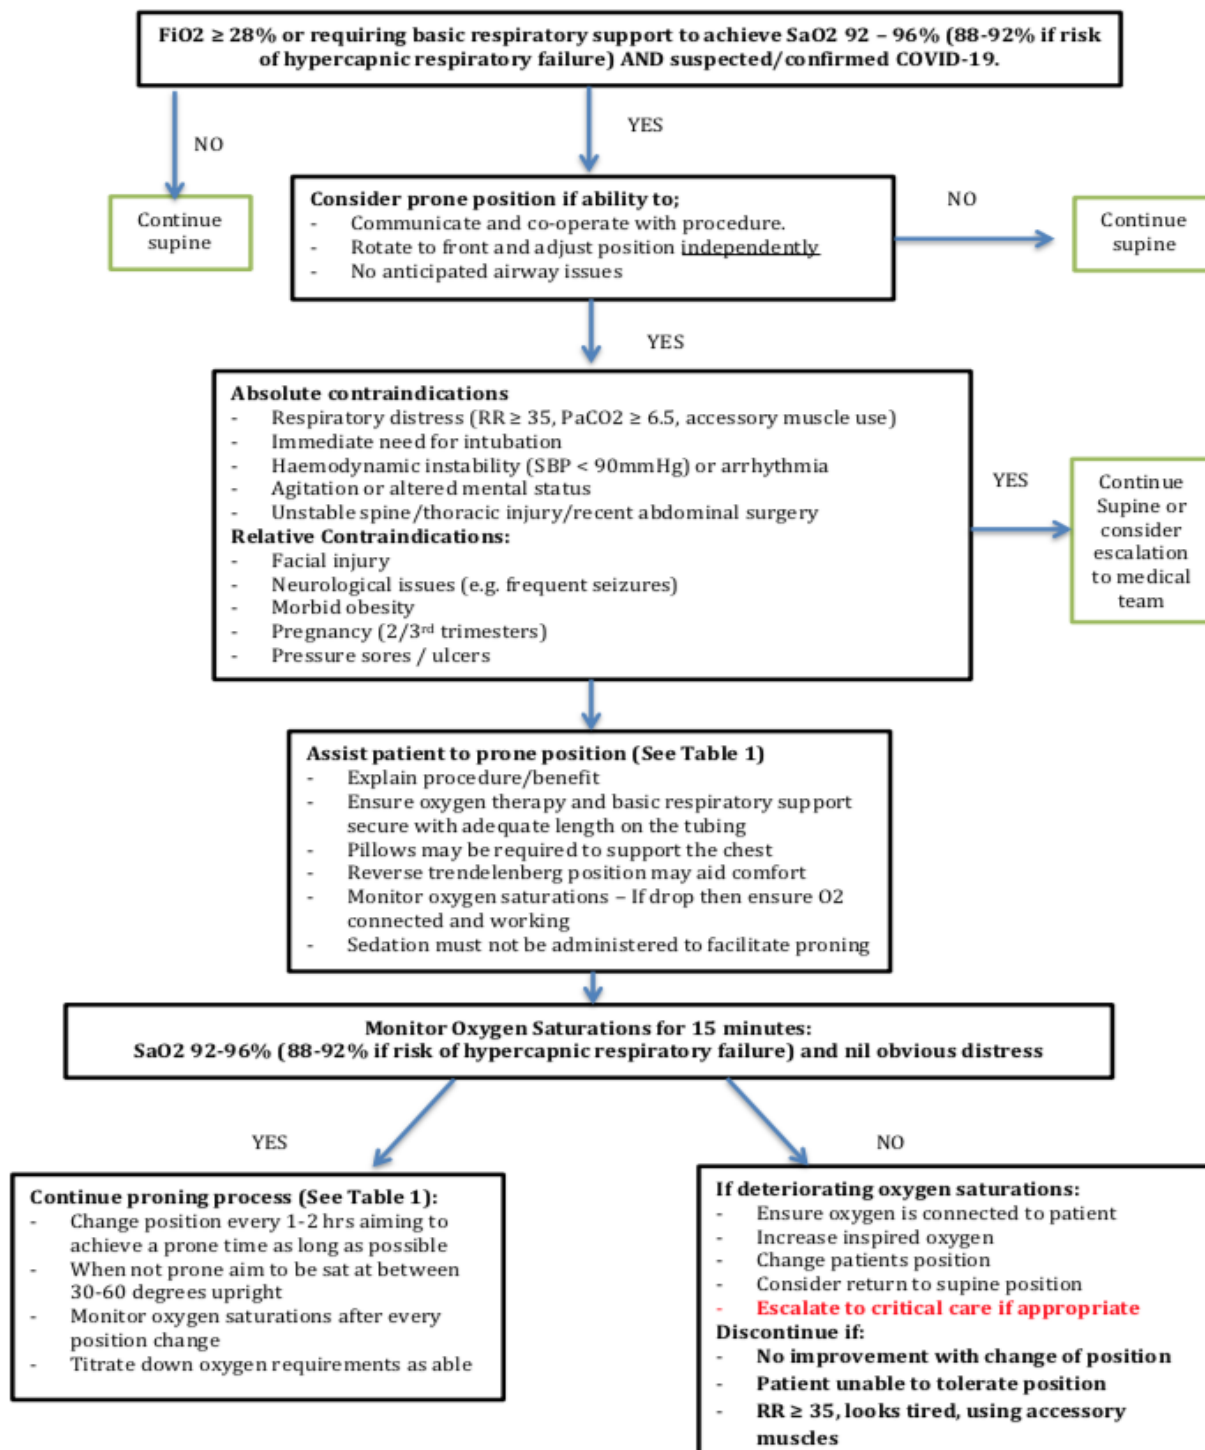 FiO2 ≥ 28% or requiring basic respiratory support to achieve SaO2 92 – 96% (88-92% if risk
of hypercapnic respiratory failure) AND suspected/confirmed COVID-19.
NO
YES
Continue
supine
Consider prone position if ability to;
- Communicate and co-operate with procedure.
- Rotate to front and adjust position independently
- No anticipated airway issues
NO
Continue
supine
YES
Absolute contraindications
- Respiratory distress (RR ≥ 35, PaCO2 ≥ 6.5, accessory muscle use)
- Immediate need for intubation
- Haemodynamic instability (SBP < 90mmHg) or arrhythmia
- Agitation or altered mental status
- Unstable spine/thoracic injury/recent abdominal surgery
Relative Contraindications:
- Facial injury
- Neurological issues (e.g. frequent seizures)
- Morbid obesity
- Pregnancy (2/3rd trimesters)
- Pressure sores / ulcers
YES
Continue
Supine or
consider
escalation
to medical
team
Assist patient to prone position (See Table 1)
- Explain procedure/benefit
- Ensure oxygen therapy and basic respiratory support
secure with adequate length on the tubing
- Pillows may be required to support the chest
- Reverse trendelenberg position may aid comfort
- Monitor oxygen saturations – If drop then ensure O2
connected and working
- Sedation must not be administered to facilitate proning
Monitor Oxygen Saturations for 15 minutes:
SaO2 92-96% (88-92% if risk of hypercapnic respiratory failure) and nil obvious distress
YES
NO
Continue proning process (See Table 1):
- Change position every 1-2 hrs aiming to
achieve a prone time as long as possible
- When not prone aim to be sat at between
30-60 degrees upright
- Monitor oxygen saturations after every
position change
- Titrate down oxygen requirements as able
If deteriorating oxygen saturations:
- Ensure oxygen is connected to patient
- Increase inspired oxygen
- Change patients position
- Consider return to supine position
- Escalate to critical care if appropriate
Discontinue if:
- No improvement with change of position
- Patient unable to tolerate position
- RR ≥ 35, looks tired, using accessory
muscles